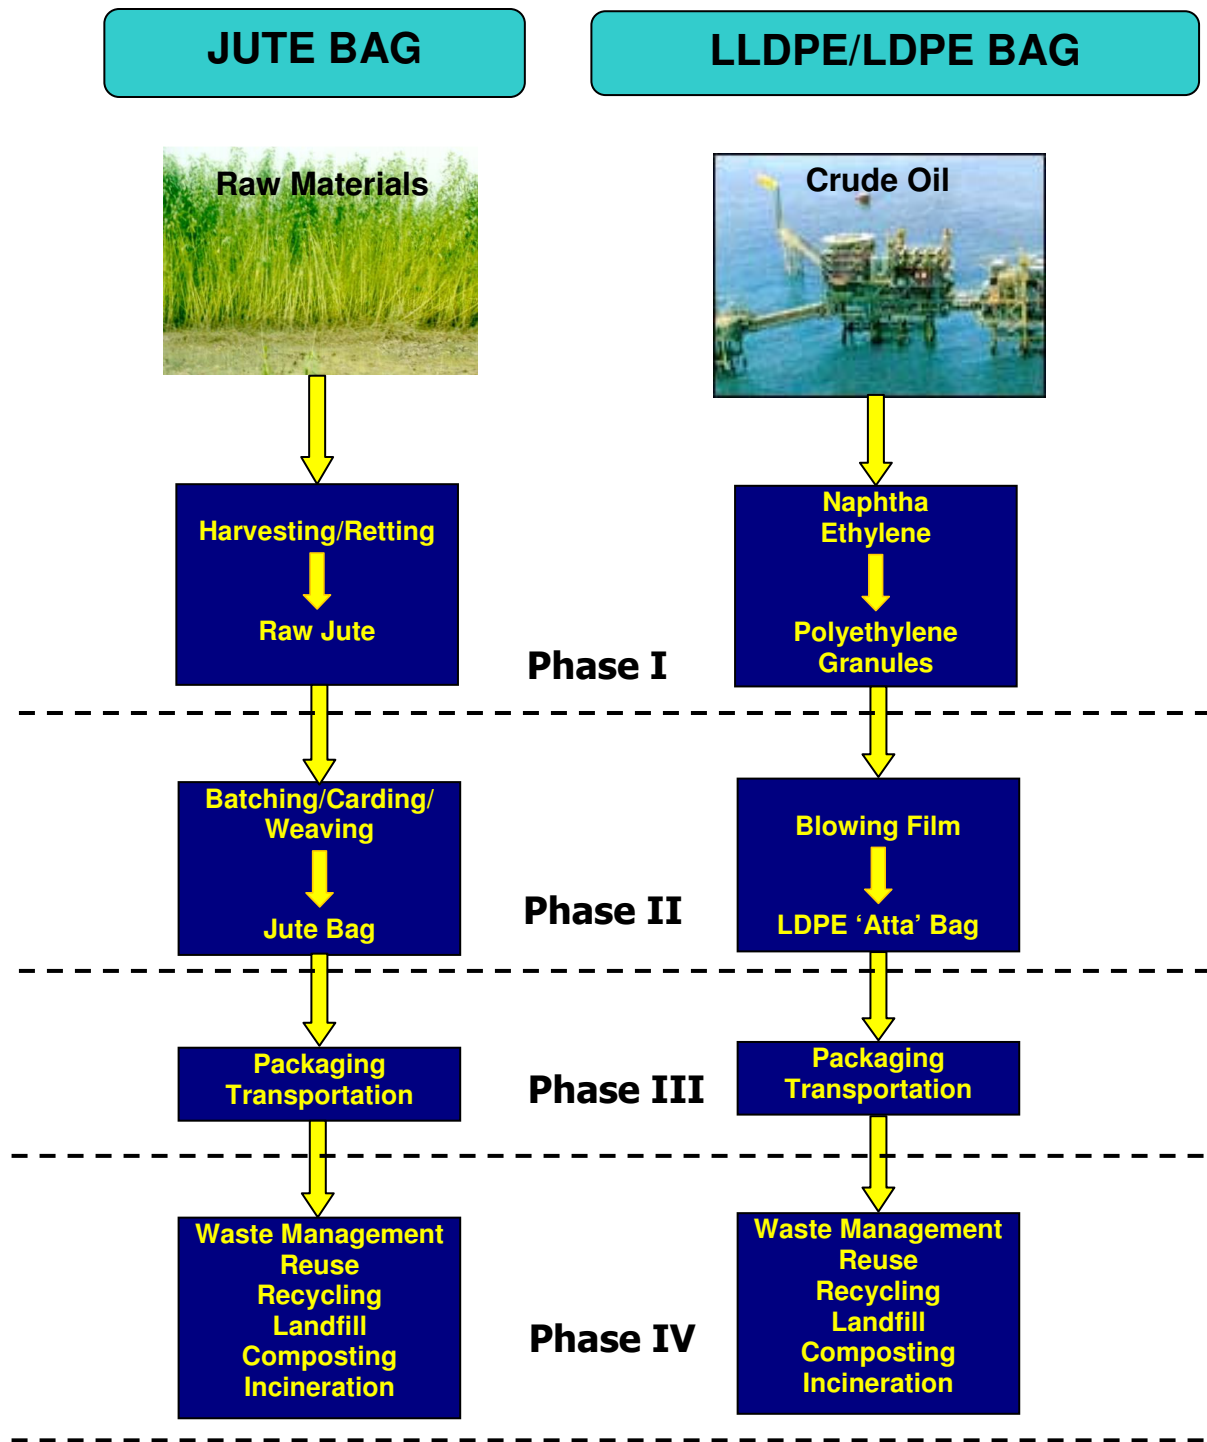 JUTE BAG
LLDPE/LDPE BAG
Raw Materials
Crude Oil
Harvesting/Retting
Raw Jute
Naphtha
Ethylene
Polyethylene
Granules
Phase I
Batching/Carding/
Weaving
Jute Bag
Blowing Film
LDPE ‘Atta’ Bag
Phase II
Packaging
Transportation
Packaging
Transportation
Phase III
Waste Management
Reuse
Recycling
Landfill
Composting
Incineration
Waste Management
Reuse
Recycling
Landfill
Composting
Incineration
Phase IV